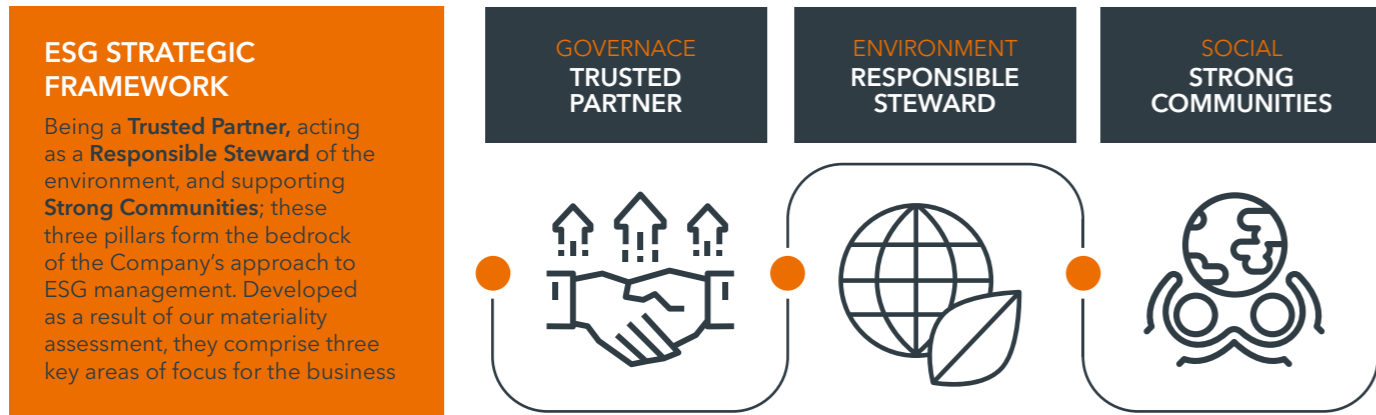 ESG STRATEGIC
FRAMEWORK
Being a Trusted Partner, acting
as a Responsible Steward of the
environment, and supporting
Strong Communities; these
three pillars form the bedrock
of the Company’s approach to
ESG management. Developed
as a result of our materiality
assessment, they comprise three
key areas of focus for the business
GOVERNACE
TRUSTED
PARTNER
ENVIRONMENT
RESPONSIBLE
STEWARD
SOCIAL
STRONG
COMMUNITIES